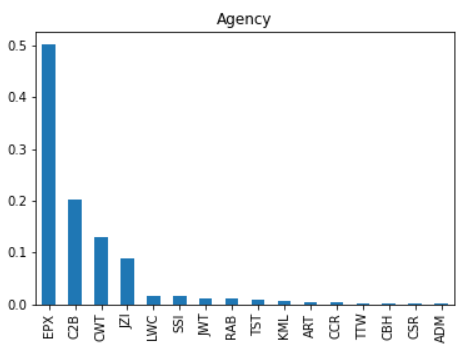 Agency
0.5
0.4
0.3
0.2
0.1
0.0
EPX
C2B
CWT
JZI
LWC
SSI
JWT
RAB
TST
KML
ART
CCR
TTW
CBH
CSR
ADM